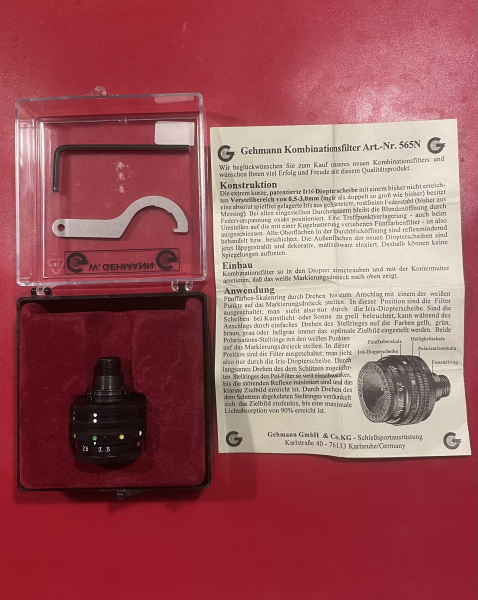 W. GEHMANN
Gehmann Kombinationsfilter Art.-Nr. 565N
Wir beglückwünschen Sie zum Kauf unseres neuen Kombinationsfilters und
wünschen Ihnen viel Erfolg und Freude mit diesem Qualitätsprodukt.
Konstruktion
Die extrem kurze, patentierte Iris-Diopterscheibe mit einem bisher nicht erreich-
ten Verstellbereich von 0,5-3,0mm (mehr als doppelt so groß wie bisher) besitzt
eine absolut spielfrei gelagerte Iris aus gehärtetem, rostfreien Federstahl (bisher aus
Messing). Bei allen eingestellten Durchmessern bleibt die Blendenöffnung durch
Federvorspannung exakt positioniert. Eine Treffpunktverlagerung - auch beim
Umstellen auf die mit einer Kugelrasterung versehenen Fünffarbenfilter - ist also
ausgeschlossen. Alle Oberflächen in der Durchblicköffnung sind reflexmindernd
behandelt bzw. beschichtet. Die Außenflächen der neuen Diopterscheiben sind
jetzt läppgestrahlt und dekorativ, mattschwarz eloxiert. Deshalb können keine
Spiegelungen auftreten.
Einbau
Kombinationsfilter so in den Diopter einschrauben und mit der Kontermutter
arretieren, daß das weiße Markierungsdreieck nach oben zeigt.
Anwendung
Fünffarben-Skalenring durch Drehen bis zum Anschlag mit einem der weißen
Punkte auf das Markierungsdreieck stellen. In dieser Position sind die Filter
ausgeschaltet; man sieht also nur durch die Iris-Diopterscheibe. Sind die
Scheiben bei Kunstlicht oder Sonne zu grell beleuchtet, kann während des
Anschlags durch einfaches Drehen des Stellrings auf die Farben gelb, grün,
braun, grau oder hellgrau immer das optimale Zielbild eingestellt werden. Beide
Polarisations-Stellringe mit den weißen Punkten
auf das Markierungsdreieck stellen. In dieser
Position sind die Filter ausgeschaltet; man sieht
also nur durch die Iris-Diopterscheibe. Durch
langsames Drehen des dem Schützen zugekehr-
ten Stellringes den Pol-Filter so weit einschwenken,
bis die störenden Reflexe minimiert sind und das
klarste Zielbild erreicht ist. Durch Drehen des
dem Schützen abgekehrten Stellringes verdunkelt
sich das Zielbild stufenlos, bis eine maximale
Lichtabsorption von 90% erreicht ist.
Fünffarbenskala
Helligkeitsskala
Iris-Diopterscheibe
Polarisationsskala
Gehmann GmbH & Co.KG - Schießsportausrüstung
Karlstraße 40 - 76133 Karlsruhe/Germany